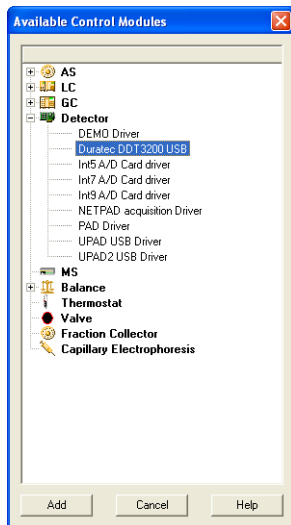 Available Control Modules
AS
LC
GC
Detector
DEMO Driver
Duratec DDT3200 USB
Int5 A/D Card driver
Int7 A/D Card driver
Int9 A/D Card driver
NETPAD acquisition Driver
PAD Driver
UPAD USB Driver
UPAD2 USB Driver
MS
Balance
Thermostat
Valve
Fraction Collector
Capillary Electrophoresis
Add Cancel Help